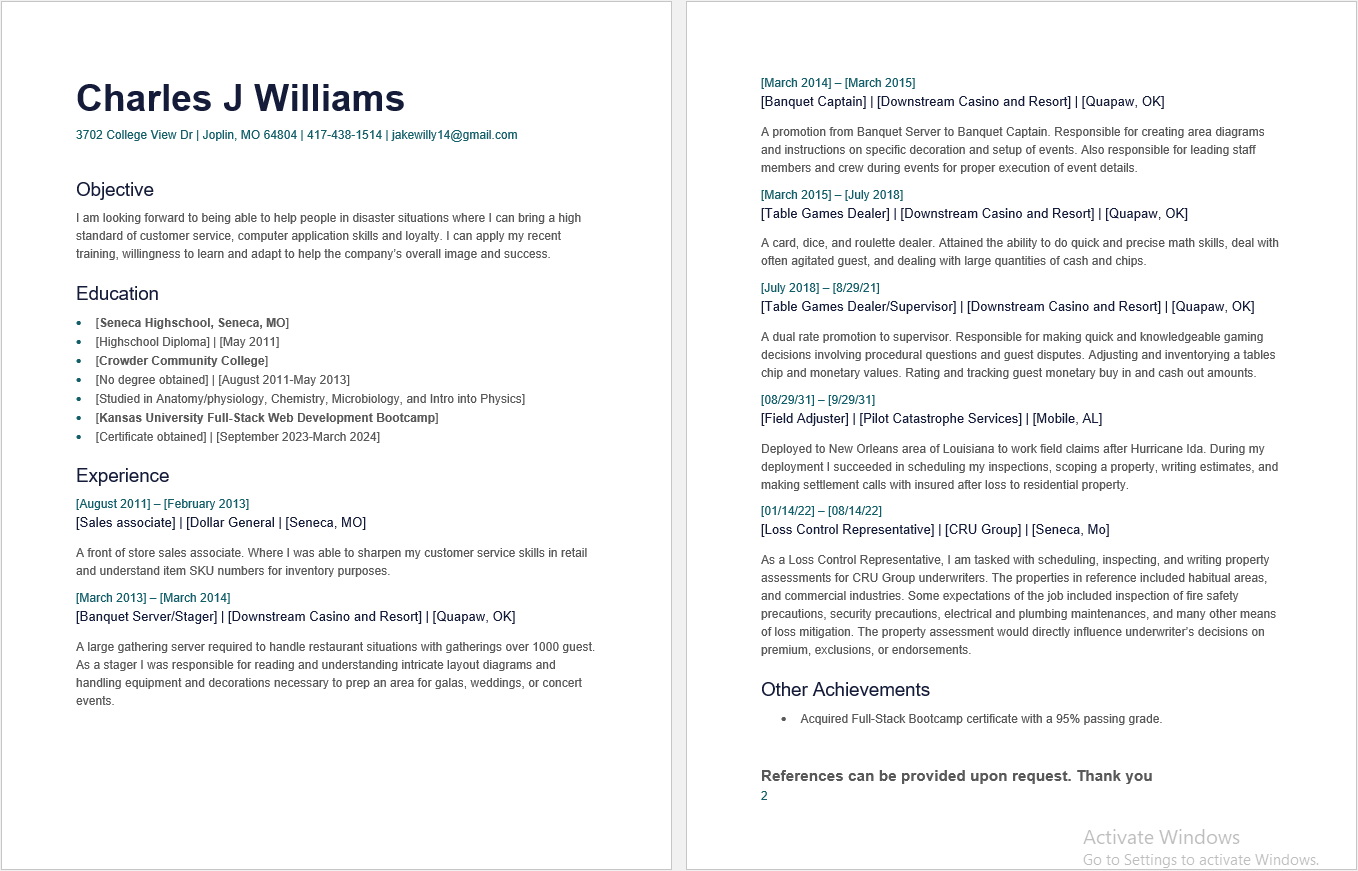 Charles J Williams
3702 College View Dr | Joplin, MO 64804 | 417-438-1514 | jakewilly14@gmail.com
Objective
I am looking forward to being able to help people in disaster situations where I can bring a high
standard of customer service, computer application skills and loyalty. I can apply my recent
training, willingness to learn and adapt to help the company's overall image and success.
Education
• [Seneca Highschool, Seneca, MO]
• [Highschool Diploma] | [May 2011]
• [Crowder Community College]
• [No degree obtained] | [August 2011-May 2013]
• [Studied in Anatomy/physiology, Chemistry, Microbiology, and Intro into Physics]
• [Kansas University Full-Stack Web Development Bootcamp]
• [Certificate obtained] | [September 2023-March 2024]
Experience
[August 2011] – [February 2013]
[Sales associate] | [Dollar General | [Seneca, MO]
A front of store sales associate. Where I was able to sharpen my customer service skills in retail
and understand item SKU numbers for inventory purposes.
[March 2013] – [March 2014]
[Banquet Server/Stager] | [Downstream Casino and Resort] | [Quapaw, OK]
A large gathering server required to handle restaurant situations with gatherings over 1000 guest.
As a stager I was responsible for reading and understanding intricate layout diagrams and
handling equipment and decorations necessary to prep an area for galas, weddings, or concert
events.
[March 2014] – [March 2015]
[Banquet Captain] | [Downstream Casino and Resort] | [Quapaw, OK]
A promotion from Banquet Server to Banquet Captain. Responsible for creating area diagrams
and instructions on specific decoration and setup of events. Also responsible for leading staff
members and crew during events for proper execution of event details.
[March 2015] – [July 2018]
[Table Games Dealer] | [Downstream Casino and Resort] | [Quapaw, OK]
A card, dice, and roulette dealer. Attained the ability to do quick and precise math skills, deal with
often agitated guest, and dealing with large quantities of cash and chips.
[July 2018] – [8/29/21]
[Table Games Dealer/Supervisor] | [Downstream Casino and Resort] | [Quapaw, OK]
A dual rate promotion to supervisor. Responsible for making quick and knowledgeable gaming
decisions involving procedural questions and guest disputes. Adjusting and inventorying a tables
chip and monetary values. Rating and tracking guest monetary buy in and cash out amounts.
[08/29/31] – [9/29/31]
[Field Adjuster] | [Pilot Catastrophe Services] | [Mobile, AL]
Deployed to New Orleans area of Louisiana to work field claims after Hurricane Ida. During my
deployment I succeeded in scheduling my inspections, scoping a property, writing estimates, and
making settlement calls with insured after loss to residential property.
[01/14/22] – [08/14/22]
[Loss Control Representative] | [CRU Group] | [Seneca, Mo]
As a Loss Control Representative, I am tasked with scheduling, inspecting, and writing property
assessments for CRU Group underwriters. The properties in reference included habitual areas,
and commercial industries. Some expectations of the job included inspection of fire safety
precautions, security precautions, electrical and plumbing maintenances, and many other means
of loss mitigation. The property assessment would directly influence underwriter's decisions on
premium, exclusions, or endorsements.
Other Achievements
• Acquired Full-Stack Bootcamp certificate with a 95% passing grade.
References can be provided upon request. Thank you
2
Activate Windows
Go to Settings to activate Windows.